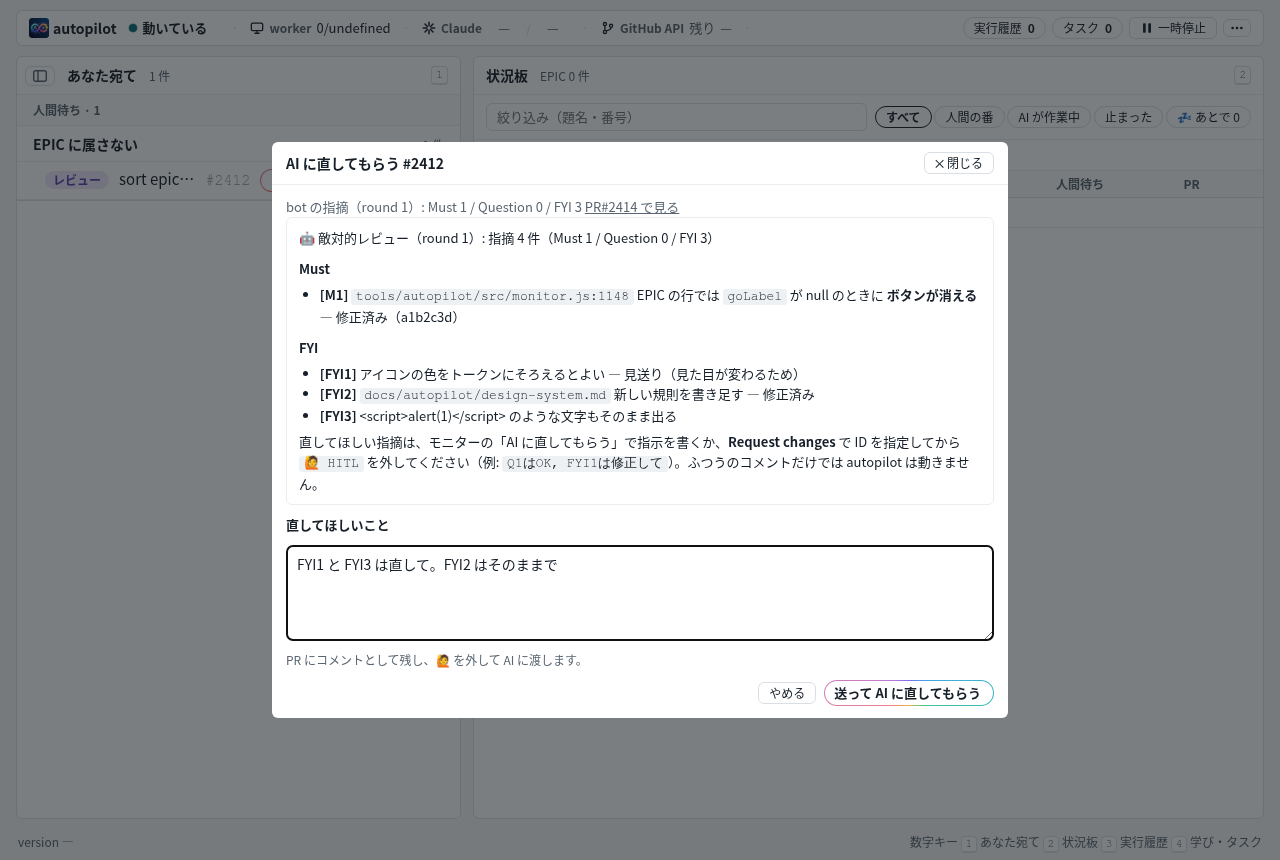 autopilot 動いている worker 0/undefined Claude — / — GitHub API 残り — 実行履歴 0 タスク 0 一時停止
あなた宛て 1 件 1
状況板 EPIC 0 件 2
人間待ち · 1
絞り込み（題名・番号） すべて 人間の番 AI が作業中 止まった 💤 あとで 0
EPIC に属さない
レビュー sort epic… #2412
人間待ち PR
AI に直してもらう #2412 ×閉じる
bot の指摘（round 1）: Must 1 / Question 0 / FYI 3 PR#2414 で見る
🤖 敵対的レビュー（round 1）: 指摘 4 件（Must 1 / Question 0 / FYI 3）
Must
• [M1] tools/autopilot/src/monitor.js:1148 EPIC の行では goLabel が null のときに ボタンが消える
— 修正済み（a1b2c3d）
FYI
• [FYI1] アイコンの色をトークンにそろえるとよい — 見送り（見た目が変わるため）
• [FYI2] docs/autopilot/design-system.md 新しい規則を書き足す — 修正済み
• [FYI3] <script>alert(1)</script> のような文字もそのまま出る
直してほしい指摘は、モニターの「AI に直してもらう」で指示を書くか、Request changes で ID を指定してから
🙋 HITL を外してください（例: Q1はOK, FYI1は修正して）。ふつうのコメントだけでは autopilot は動きませ
ん。
直してほしいこと
FYI1 と FYI3 は直して。FYI2 はそのままで
PR にコメントとして残し、🙋 を外して AI に渡します。
やめる 送って AI に直してもらう
version — 数字キー 1 あなた宛て 2 状況板 3 実行履歴 4 学び・タスク